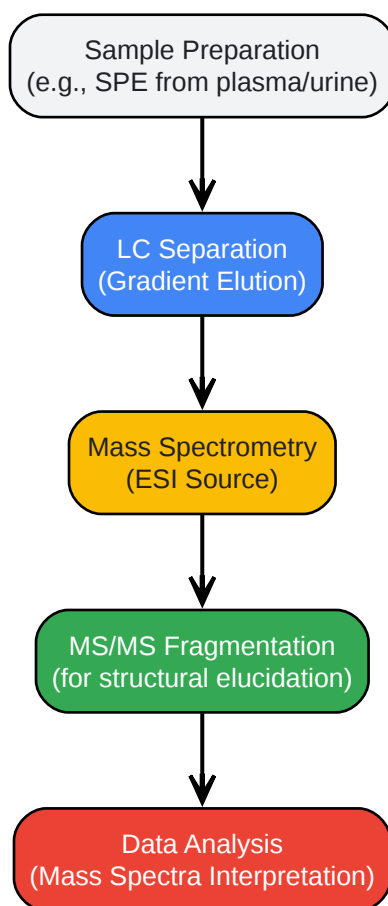 Sample Preparation
(e.g., SPE from plasma/urine)
LC Separation
(Gradient Elution)
Mass Spectrometry
(ESI Source)
MS/MS Fragmentation
(for structural elucidation)
Data Analysis
(Mass Spectra Interpretation)